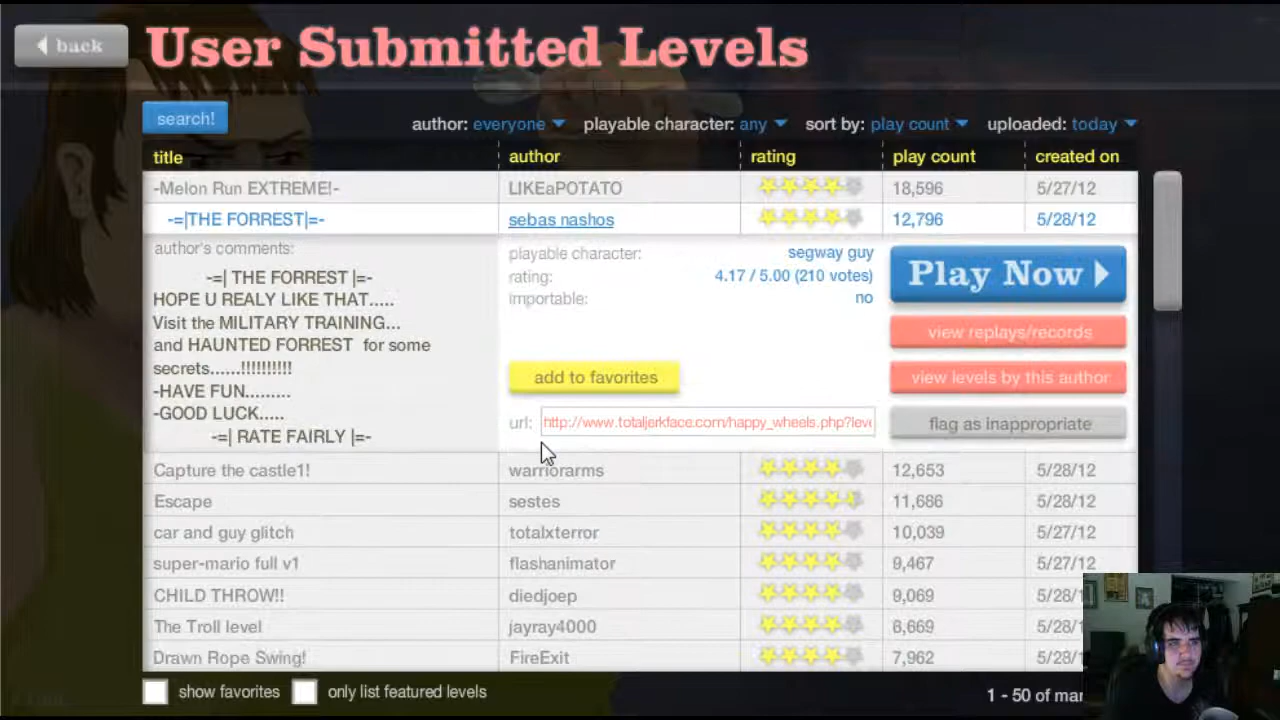 back
User Submitted Levels
search!
author: everyone playable character: any sort by: play count uploaded: today
title author rating play count created on
-Melon Run EXTREME!- LIKEaPOTATO 18,596 5/27/12
-=|THE FORREST|=- sebas nashos 12,796 5/28/12
author's comments:
-=| THE FORREST |=-
HOPE U REALY LIKE THAT.....
Visit the MILITARY TRAINING...
and HAUNTED FORREST for some
secrets......!!!!!!!!!!
-HAVE FUN.........
-GOOD LUCK.....
-=| RATE FAIRLY |=-
playable character: segway guy
rating: 4.17 / 5.00 (210 votes)
importable: no
add to favorites
url: http://www.totaljerkface.com/happy_wheels.php?leve
Play Now
view replays/records
view levels by this author
flag as inappropriate
Capture the castle1! warriorarms 12,653 5/28/12
Escape sestes 11,686 5/28/12
car and guy glitch totalxterror 10,039 5/27/12
super-mario full v1 flashanimator 9,467 5/27/12
CHILD THROW!! diedjoep 9,069 5/28/1
The Troll level jayray4000 8,669 5/28/
Drawn Rope Swing! FireExit 7,962 5/28/
show favorites only list featured levels 1 - 50 of mar